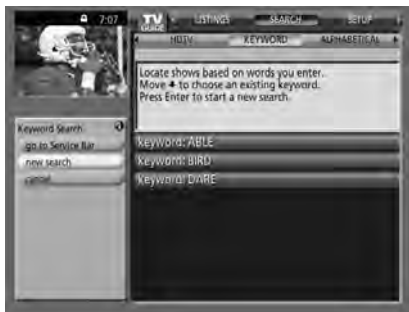 7:07
TV GUIDE LISTINGS SEARCH SETUP
HDTV KEYWORD ALPHABETICAL
Locate shows based on words you enter.
Move to choose an existing keyword.
Press Enter to start a new search.
Keyword Search
go to Service Bar
new search
cancel
keyword: ABLE
keyword: BIRD
keyword: DARE